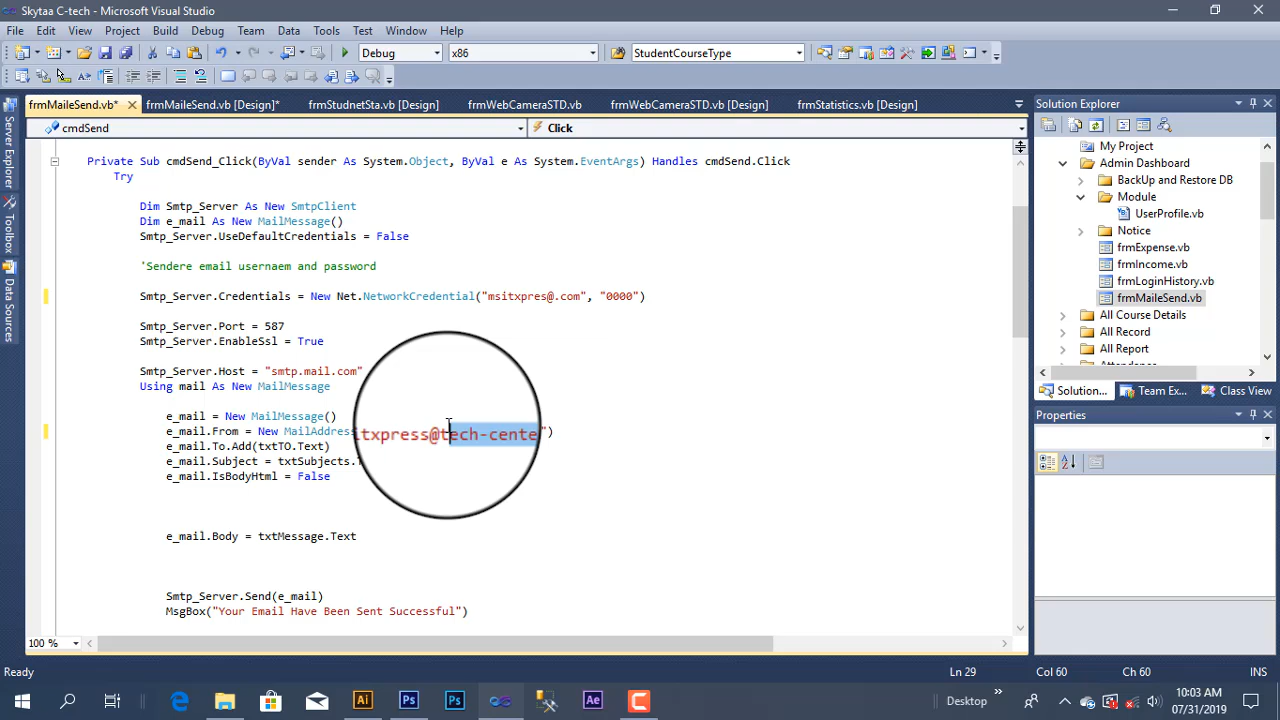 Skytaa C-tech - Microsoft Visual Studio
File Edit View Project Build Debug Team Data Tools Test Window Help
Debug x86 StudentCourseType
frmMaileSend.vb* frmMaileSend.vb [Design]* frmStudnetSta.vb [Design] frmWebCameraSTD.vb frmWebCameraSTD.vb [Design] frmStatistics.vb [Design]
cmdSend Click
Private Sub cmdSend_Click(ByVal sender As System.Object, ByVal e As System.EventArgs) Handles cmdSend.Click
Try
Dim Smtp_Server As New SmtpClient
Dim e_mail As New MailMessage()
Smtp_Server.UseDefaultCredentials = False
'Sendere email usernaem and password
Smtp_Server.Credentials = New Net.NetworkCredential("msitxpres@.com", "0000")
Smtp_Server.Port = 587
Smtp_Server.EnableSsl = True
Smtp_Server.Host = "smtp.mail.com"
Using mail As New MailMessage
e_mail = New MailMessage()
e_mail.From = New MailAddress itxpress@tech-cente ")
e_mail.To.Add(txtTO.Text)
e_mail.Subject = txtSubjects.
e_mail.IsBodyHtml = False
e_mail.Body = txtMessage.Text
Smtp_Server.Send(e_mail)
MsgBox("Your Email Have Been Sent Successful")
100 %
Server Explorer
Toolbox
Data Sources
Solution Explorer
My Project
Admin Dashboard
BackUp and Restore DB
Module
UserProfile.vb
Notice
frmExpense.vb
frmIncome.vb
frmLoginHistory.vb
frmMaileSend.vb
All Course Details
All Record
All Report
Solution... Team Ex... Class View
Properties
Ready Ln 29 Col 60 Ch 60 INS
Desktop 10:03 AM
07/31/2019